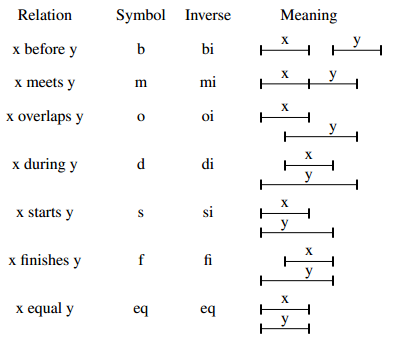 Relation Symbol Inverse Meaning
x before y b bi x y
x meets y m mi x y
x overlaps y o oi x
y
x during y d di x
y
x starts y s si x
y
x finishes y f fi x
y
x equal y eq eq x
y